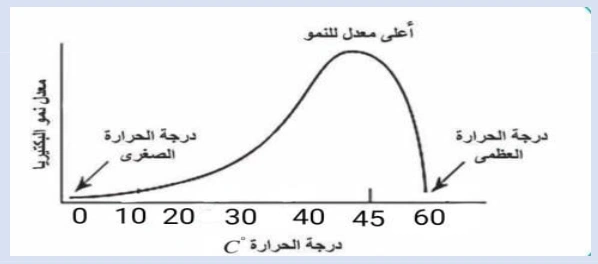 أعلى معدل للنمو
معدل نمو البكتيريا
درجة الحرارة
الصغرى
درجة الحرارة
العظمى
0 10 20 30 40 45 60
درجة الحرارة C°